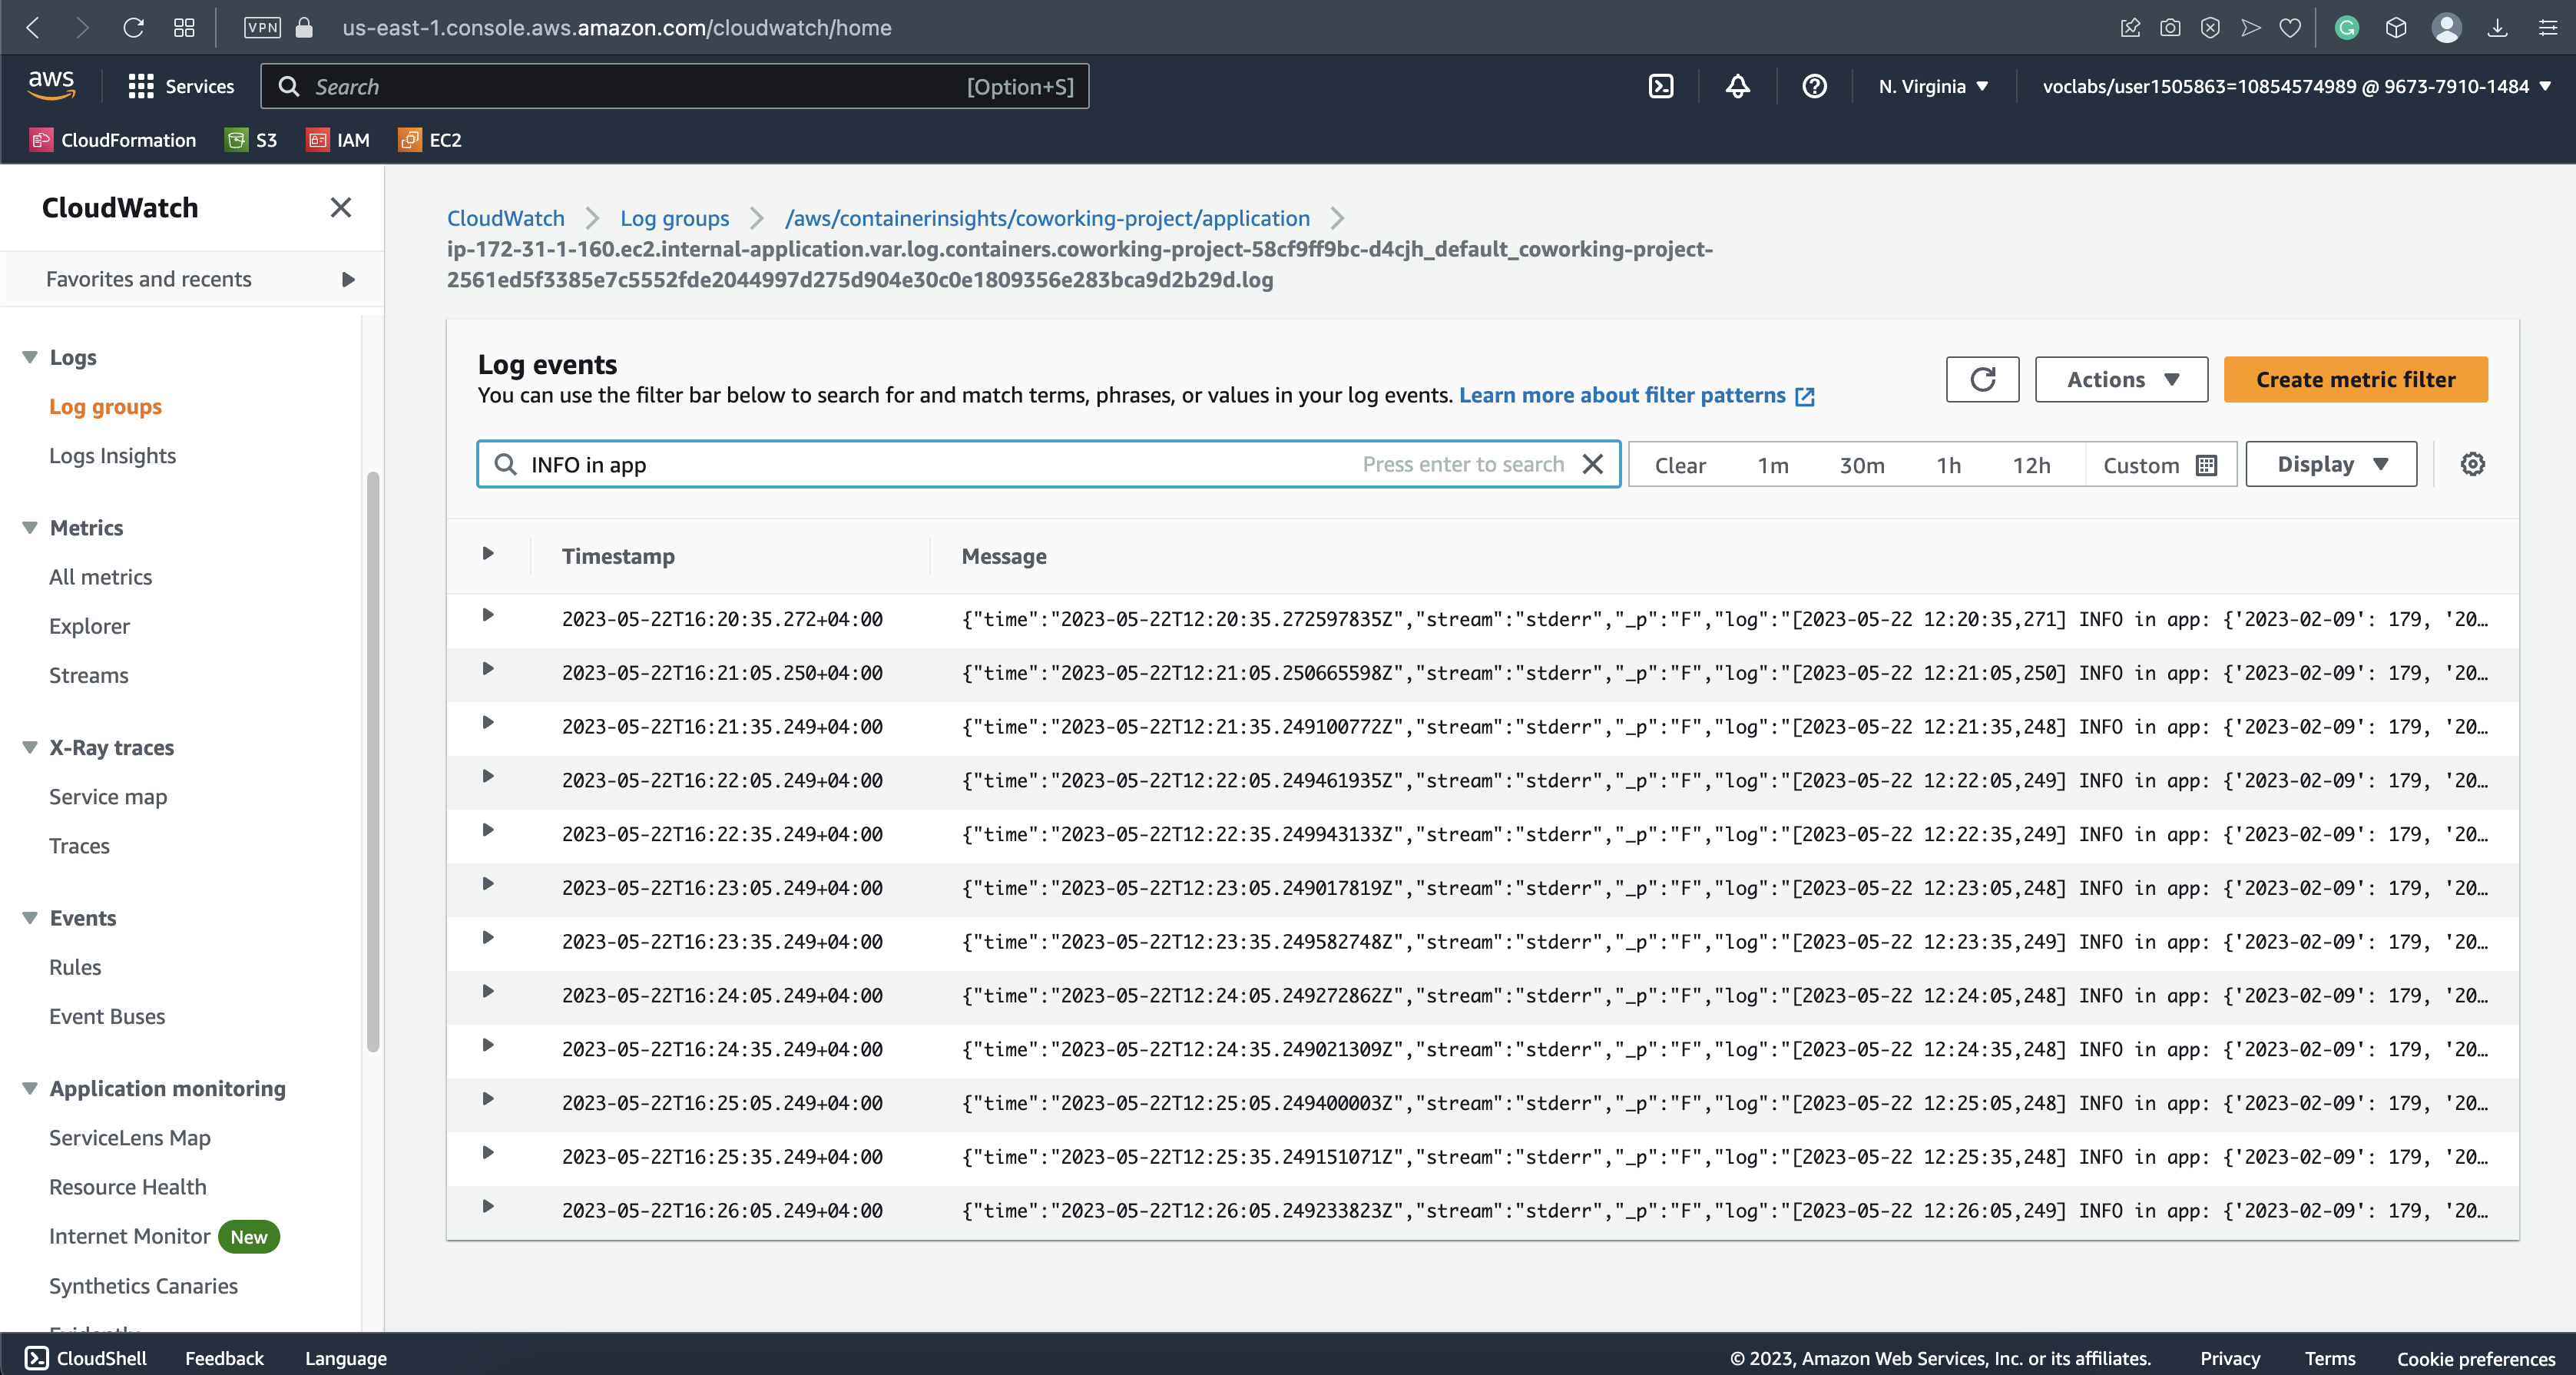 VPN us-east-1.console.aws.amazon.com/cloudwatch/home
aws Services Search [Option+S] N. Virginia voclabs/user1505863=10854574989 @ 9673-7910-1484
CloudFormation S3 IAM EC2
CloudWatch
Favorites and recents
Logs
Log groups
Logs Insights
Metrics
All metrics
Explorer
Streams
X-Ray traces
Service map
Traces
Events
Rules
Event Buses
Application monitoring
ServiceLens Map
Resource Health
Internet Monitor New
Synthetics Canaries
CloudWatch Log groups /aws/containerinsights/coworking-project/application
ip-172-31-1-160.ec2.internal-application.var.log.containers.coworking-project-58cf9ff9bc-d4cjh_default_coworking-project-
2561ed5f3385e7c5552fde2044997d275d904e30c0e1809356e283bca9d2b29d.log
Log events
You can use the filter bar below to search for and match terms, phrases, or values in your log events. Learn more about filter patterns
Actions Create metric filter
INFO in app Press enter to search Clear 1m 30m 1h 12h Custom Display
Timestamp Message
2023-05-22T16:20:35.272+04:00 {"time":"2023-05-22T12:20:35.272597835Z","stream":"stderr","_p":"F","log":"[2023-05-22 12:20:35,271] INFO in app: {'2023-02-09': 179, '20…
2023-05-22T16:21:05.250+04:00 {"time":"2023-05-22T12:21:05.250665598Z","stream":"stderr","_p":"F","log":"[2023-05-22 12:21:05,250] INFO in app: {'2023-02-09': 179, '20…
2023-05-22T16:21:35.249+04:00 {"time":"2023-05-22T12:21:35.249100772Z","stream":"stderr","_p":"F","log":"[2023-05-22 12:21:35,248] INFO in app: {'2023-02-09': 179, '20…
2023-05-22T16:22:05.249+04:00 {"time":"2023-05-22T12:22:05.249461935Z","stream":"stderr","_p":"F","log":"[2023-05-22 12:22:05,249] INFO in app: {'2023-02-09': 179, '20…
2023-05-22T16:22:35.249+04:00 {"time":"2023-05-22T12:22:35.249943133Z","stream":"stderr","_p":"F","log":"[2023-05-22 12:22:35,249] INFO in app: {'2023-02-09': 179, '20…
2023-05-22T16:23:05.249+04:00 {"time":"2023-05-22T12:23:05.249017819Z","stream":"stderr","_p":"F","log":"[2023-05-22 12:23:05,248] INFO in app: {'2023-02-09': 179, '20…
2023-05-22T16:23:35.249+04:00 {"time":"2023-05-22T12:23:35.249582748Z","stream":"stderr","_p":"F","log":"[2023-05-22 12:23:35,249] INFO in app: {'2023-02-09': 179, '20…
2023-05-22T16:24:05.249+04:00 {"time":"2023-05-22T12:24:05.249272862Z","stream":"stderr","_p":"F","log":"[2023-05-22 12:24:05,248] INFO in app: {'2023-02-09': 179, '20…
2023-05-22T16:24:35.249+04:00 {"time":"2023-05-22T12:24:35.249021309Z","stream":"stderr","_p":"F","log":"[2023-05-22 12:24:35,248] INFO in app: {'2023-02-09': 179, '20…
2023-05-22T16:25:05.249+04:00 {"time":"2023-05-22T12:25:05.249400003Z","stream":"stderr","_p":"F","log":"[2023-05-22 12:25:05,248] INFO in app: {'2023-02-09': 179, '20…
2023-05-22T16:25:35.249+04:00 {"time":"2023-05-22T12:25:35.249151071Z","stream":"stderr","_p":"F","log":"[2023-05-22 12:25:35,248] INFO in app: {'2023-02-09': 179, '20…
2023-05-22T16:26:05.249+04:00 {"time":"2023-05-22T12:26:05.249233823Z","stream":"stderr","_p":"F","log":"[2023-05-22 12:26:05,249] INFO in app: {'2023-02-09': 179, '20…
CloudShell Feedback Language © 2023, Amazon Web Services, Inc. or its affiliates. Privacy Terms Cookie preferences